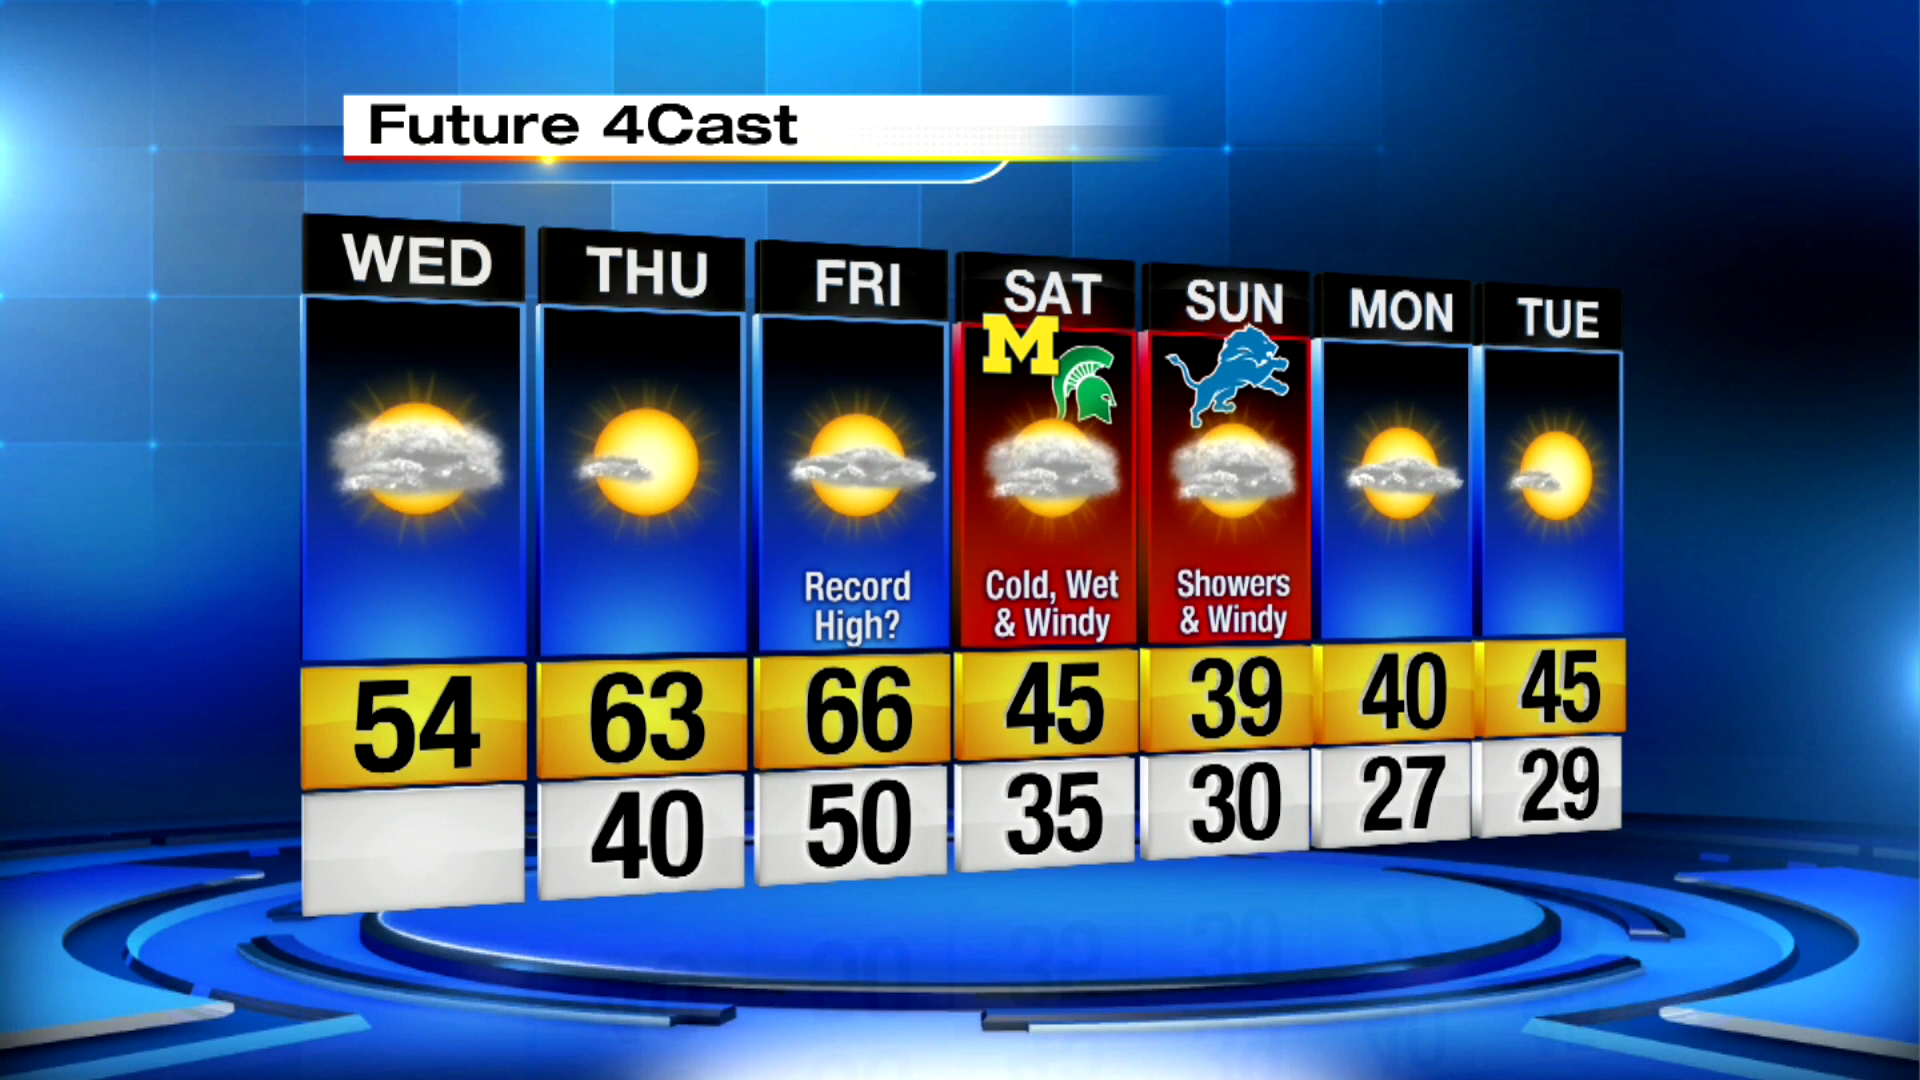 Future 4Cast
WED THU FRI SAT SUN MON TUE
M
Record
High?
Cold, Wet
& Windy
Showers
& Windy
54 63 66 45 39 40 45
40 50 35 30 27 29